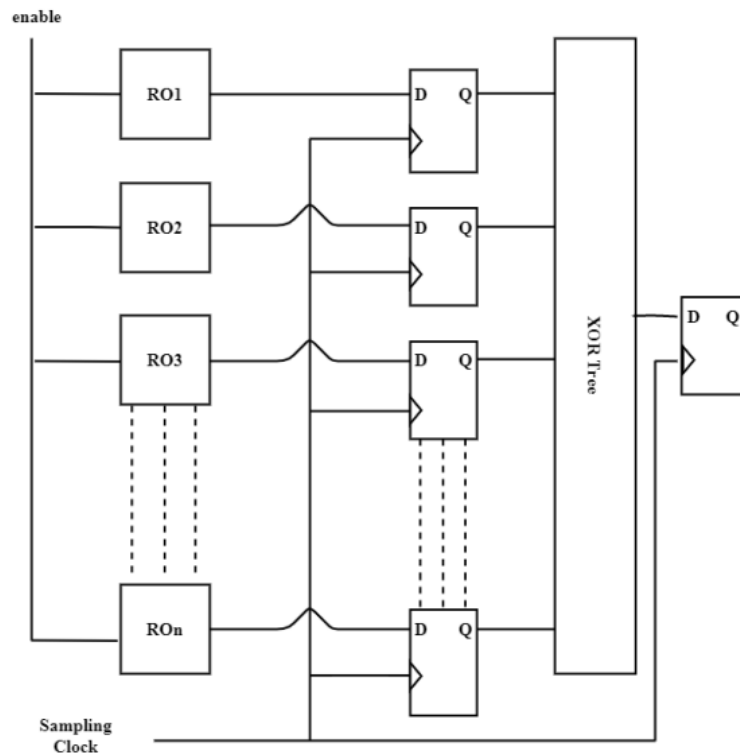 enable
RO1
D Q
RO2
D Q
RO3
D Q
XOR Tree
D Q
ROn
D Q
Sampling
Clock